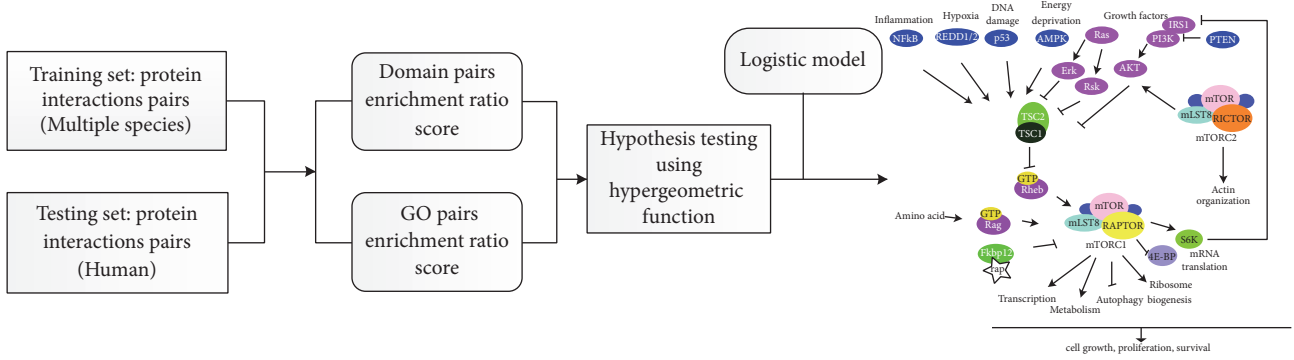 Training set: protein
interactions pairs
(Multiple species)
Testing set: protein
interactions pairs
(Human)
Domain pairs
enrichment ratio
score
GO pairs
enrichment ratio
score
Hypothesis testing
using
hypergeometric
function
Logistic model
Inflammation
NFkB
Hypoxia
REDD1/2
DNA
damage
p53
Energy
deprivation
AMPK
Growth factors
Ras
Erk
Rsk
IRS1
PI3K
PTEN
AKT
TSC2
TSC1
mTOR
mLST8
RICTOR
mTORC2
Actin
organization
GTP
Rheb
Amino acid
GTP
Rag
mTOR
mLST8
RAPTOR
mTORC1
Fkbp12
rap
S6K
4E-BP
mRNA
translation
Transcription
Metabolism
Autophagy
Ribosome
biogenesis
cell growth, proliferation, survival